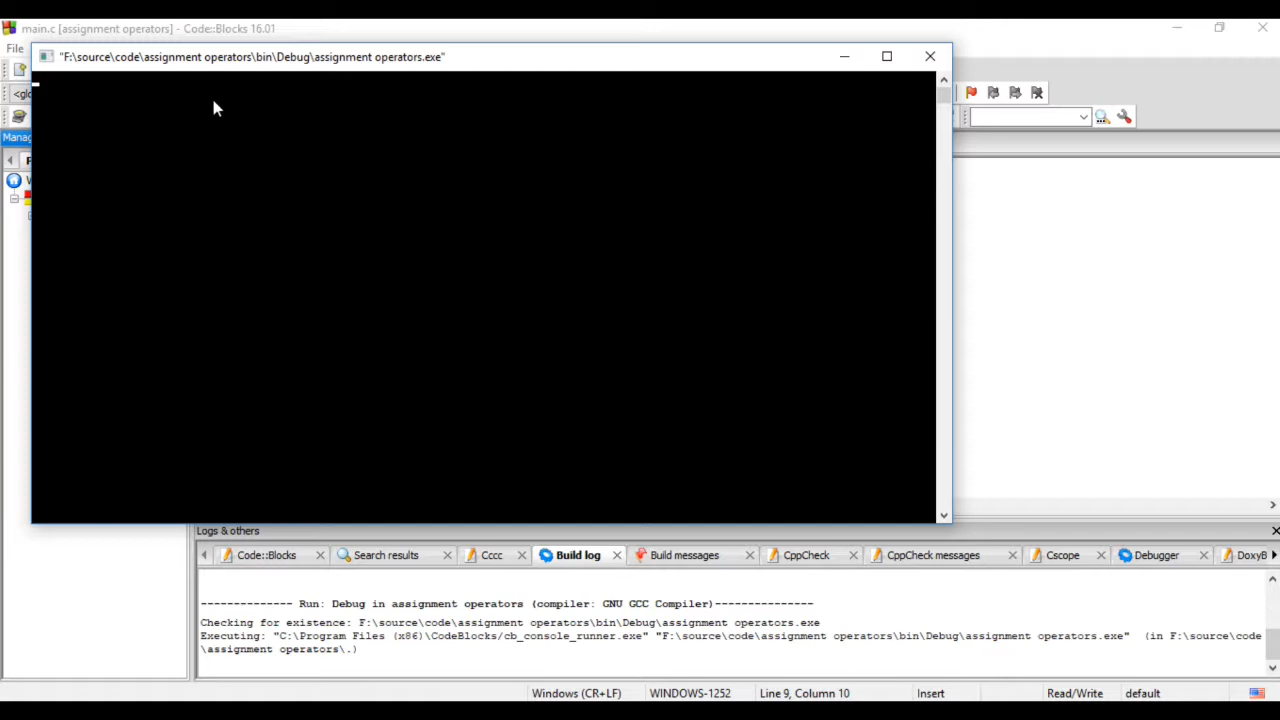 main.c [assignment operators] - Code::Blocks 16.01
File
"F:\source\code\assignment operators\bin\Debug\assignment operators.exe"
<glo
Manag
Logs & others
Code::Blocks
Search results
Cccc
Build log
Build messages
CppCheck
CppCheck messages
Cscope
Debugger
DoxyB
-------------- Run: Debug in assignment operators (compiler: GNU GCC Compiler)---------------
Checking for existence: F:\source\code\assignment operators\bin\Debug\assignment operators.exe
Executing: "C:\Program Files (x86)\CodeBlocks/cb_console_runner.exe" "F:\source\code\assignment operators\bin\Debug\assignment operators.exe"  (in F:\source\code
\assignment operators\.)
Windows (CR+LF)
WINDOWS-1252
Line 9, Column 10
Insert
Read/Write
default